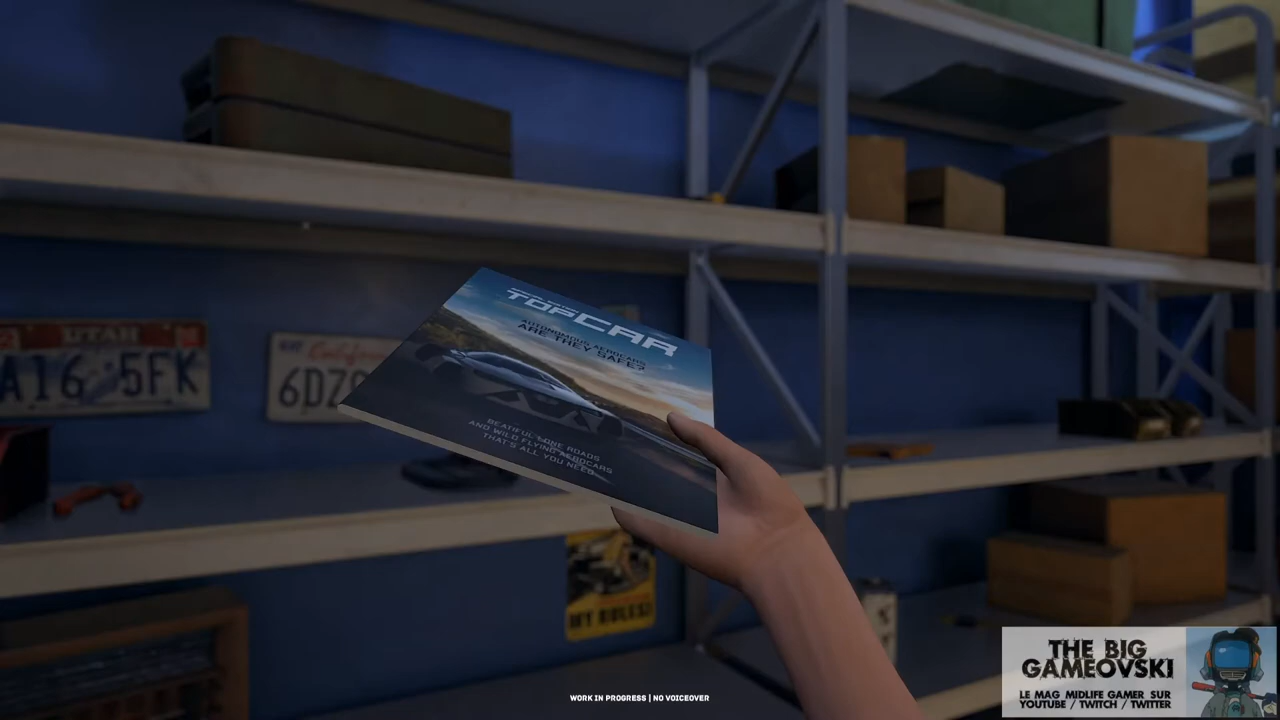 TOPCAR
AUTONOMOUS AEROCARS
ARE THEY SAFE?
UTAH
A16 5FK
California
6DZ
BEATIFUL LONE ROADS
AND WILD FLYING AEROCARS
THAT'S ALL YOU NEED
MY RULES!
THE BIG
GAMEOVSKI
LE MAG MIDLIFE GAMER SUR
YOUTUBE / TWITCH / TWITTER
WORK IN PROGRESS | NO VOICEOVER